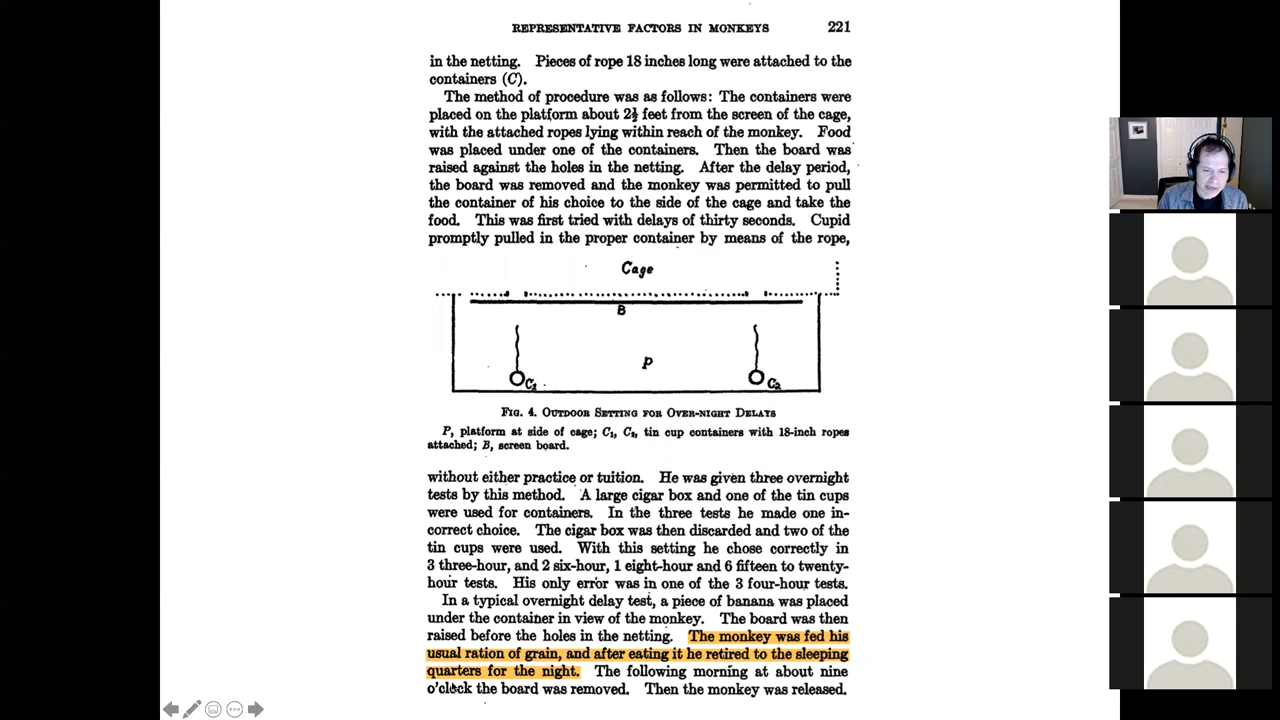 REPRESENTATIVE FACTORS IN MONKEYS 221
in the netting. Pieces of rope 18 inches long were attached to the
containers (C).
The method of procedure was as follows: The containers were
placed on the platform about 2½ feet from the screen of the cage,
with the attached ropes lying within reach of the monkey. Food
was placed under one of the containers. Then the board was
raised against the holes in the netting. After the delay period,
the board was removed and the monkey was permitted to pull
the container of his choice to the side of the cage and take the
food. This was first tried with delays of thirty seconds. Cupid
promptly pulled in the proper container by means of the rope,
Cage
B
P
C₁
C₂
FIG. 4. OUTDOOR SETTING FOR OVER-NIGHT DELAYS
P, platform at side of cage; C₁, C₂, tin cup containers with 18-inch ropes
attached; B, screen board.
without either practice or tuition. He was given three overnight
tests by this method. A large cigar box and one of the tin cups
were used for containers. In the three tests he made one in-
correct choice. The cigar box was then discarded and two of the
tin cups were used. With this setting he chose correctly in
3 three-hour, and 2 six-hour, 1 eight-hour and 6 fifteen to twenty-
hour tests. His only error was in one of the 3 four-hour tests.
In a typical overnight delay test, a piece of banana was placed
under the container in view of the monkey. The board was then
raised before the holes in the netting. The monkey was fed his
usual ration of grain, and after eating it he retired to the sleeping
quarters for the night. The following morning at about nine
o'clock the board was removed. Then the monkey was released.